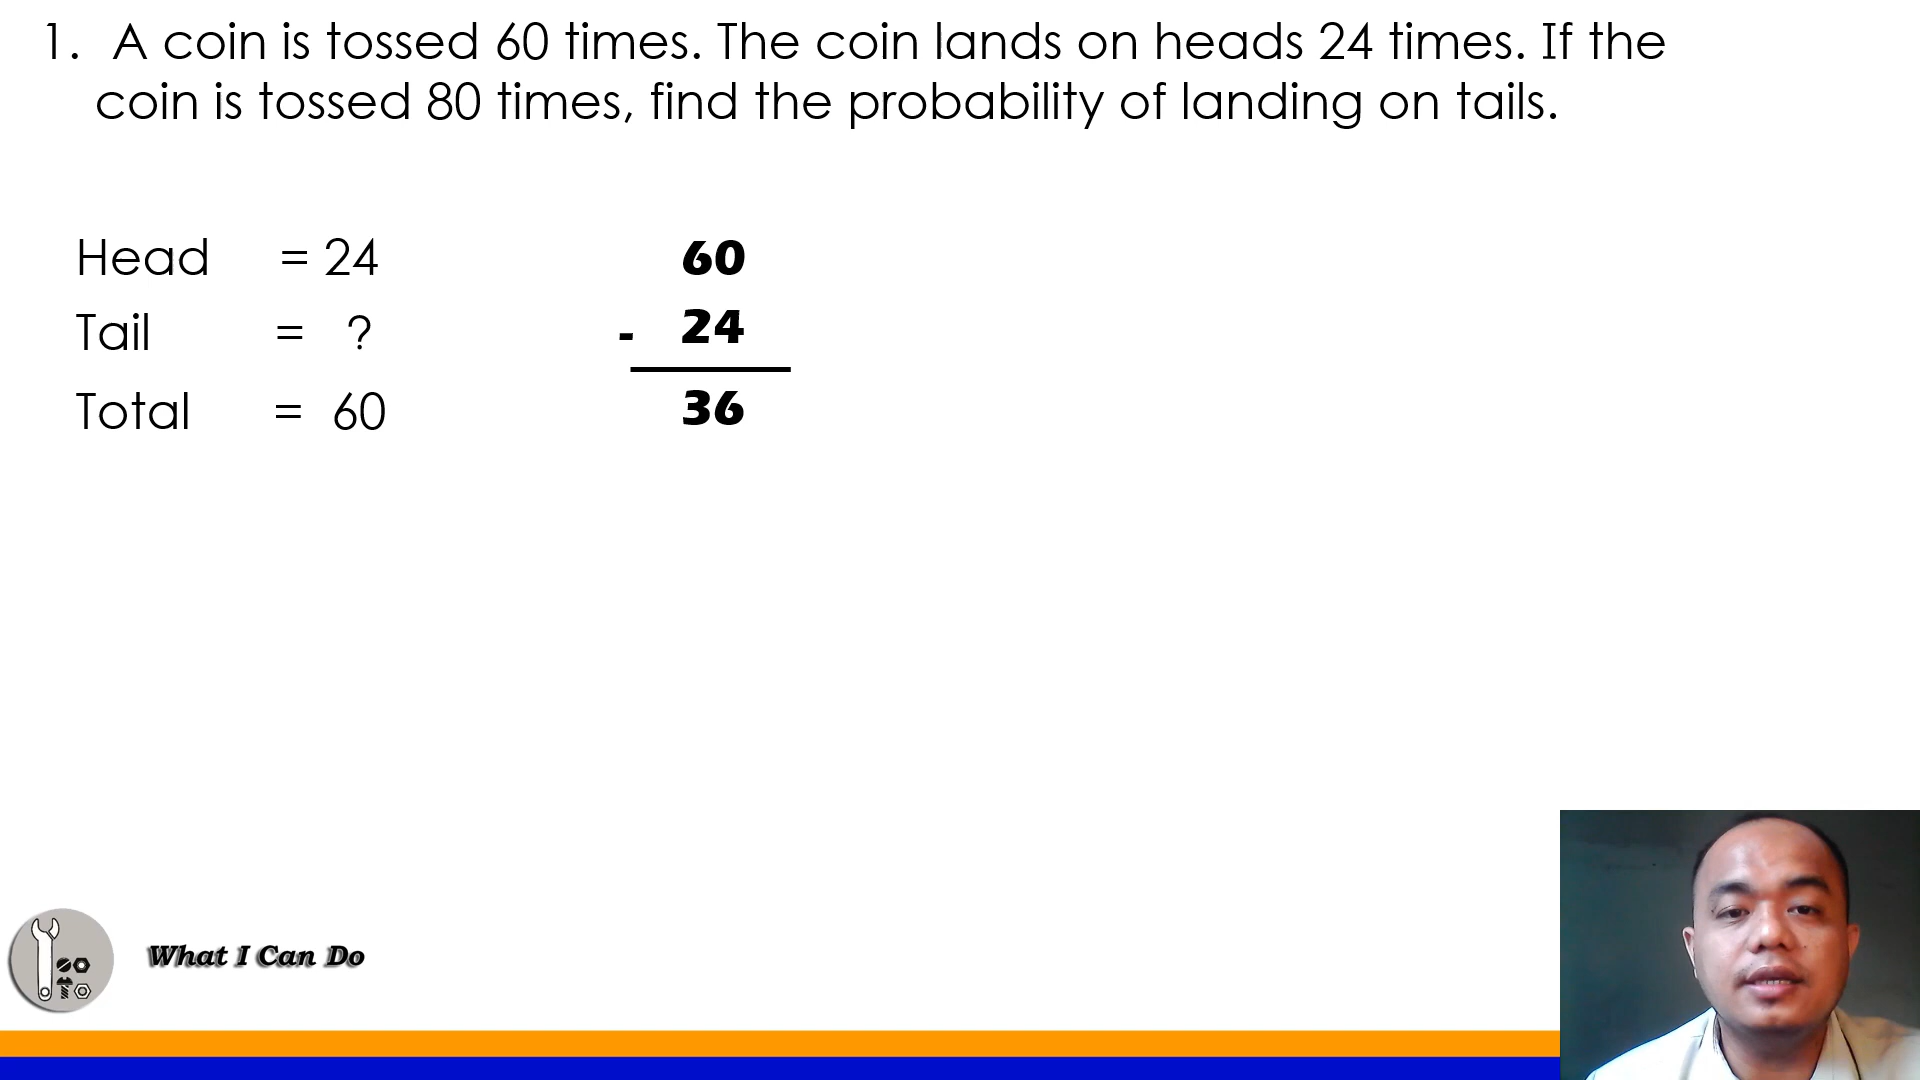 1. A coin is tossed 60 times. The coin lands on heads 24 times. If the
coin is tossed 80 times, find the probability of landing on tails.
Head = 24
Tail = ?
Total = 60
60
- 24
36
What I Can Do